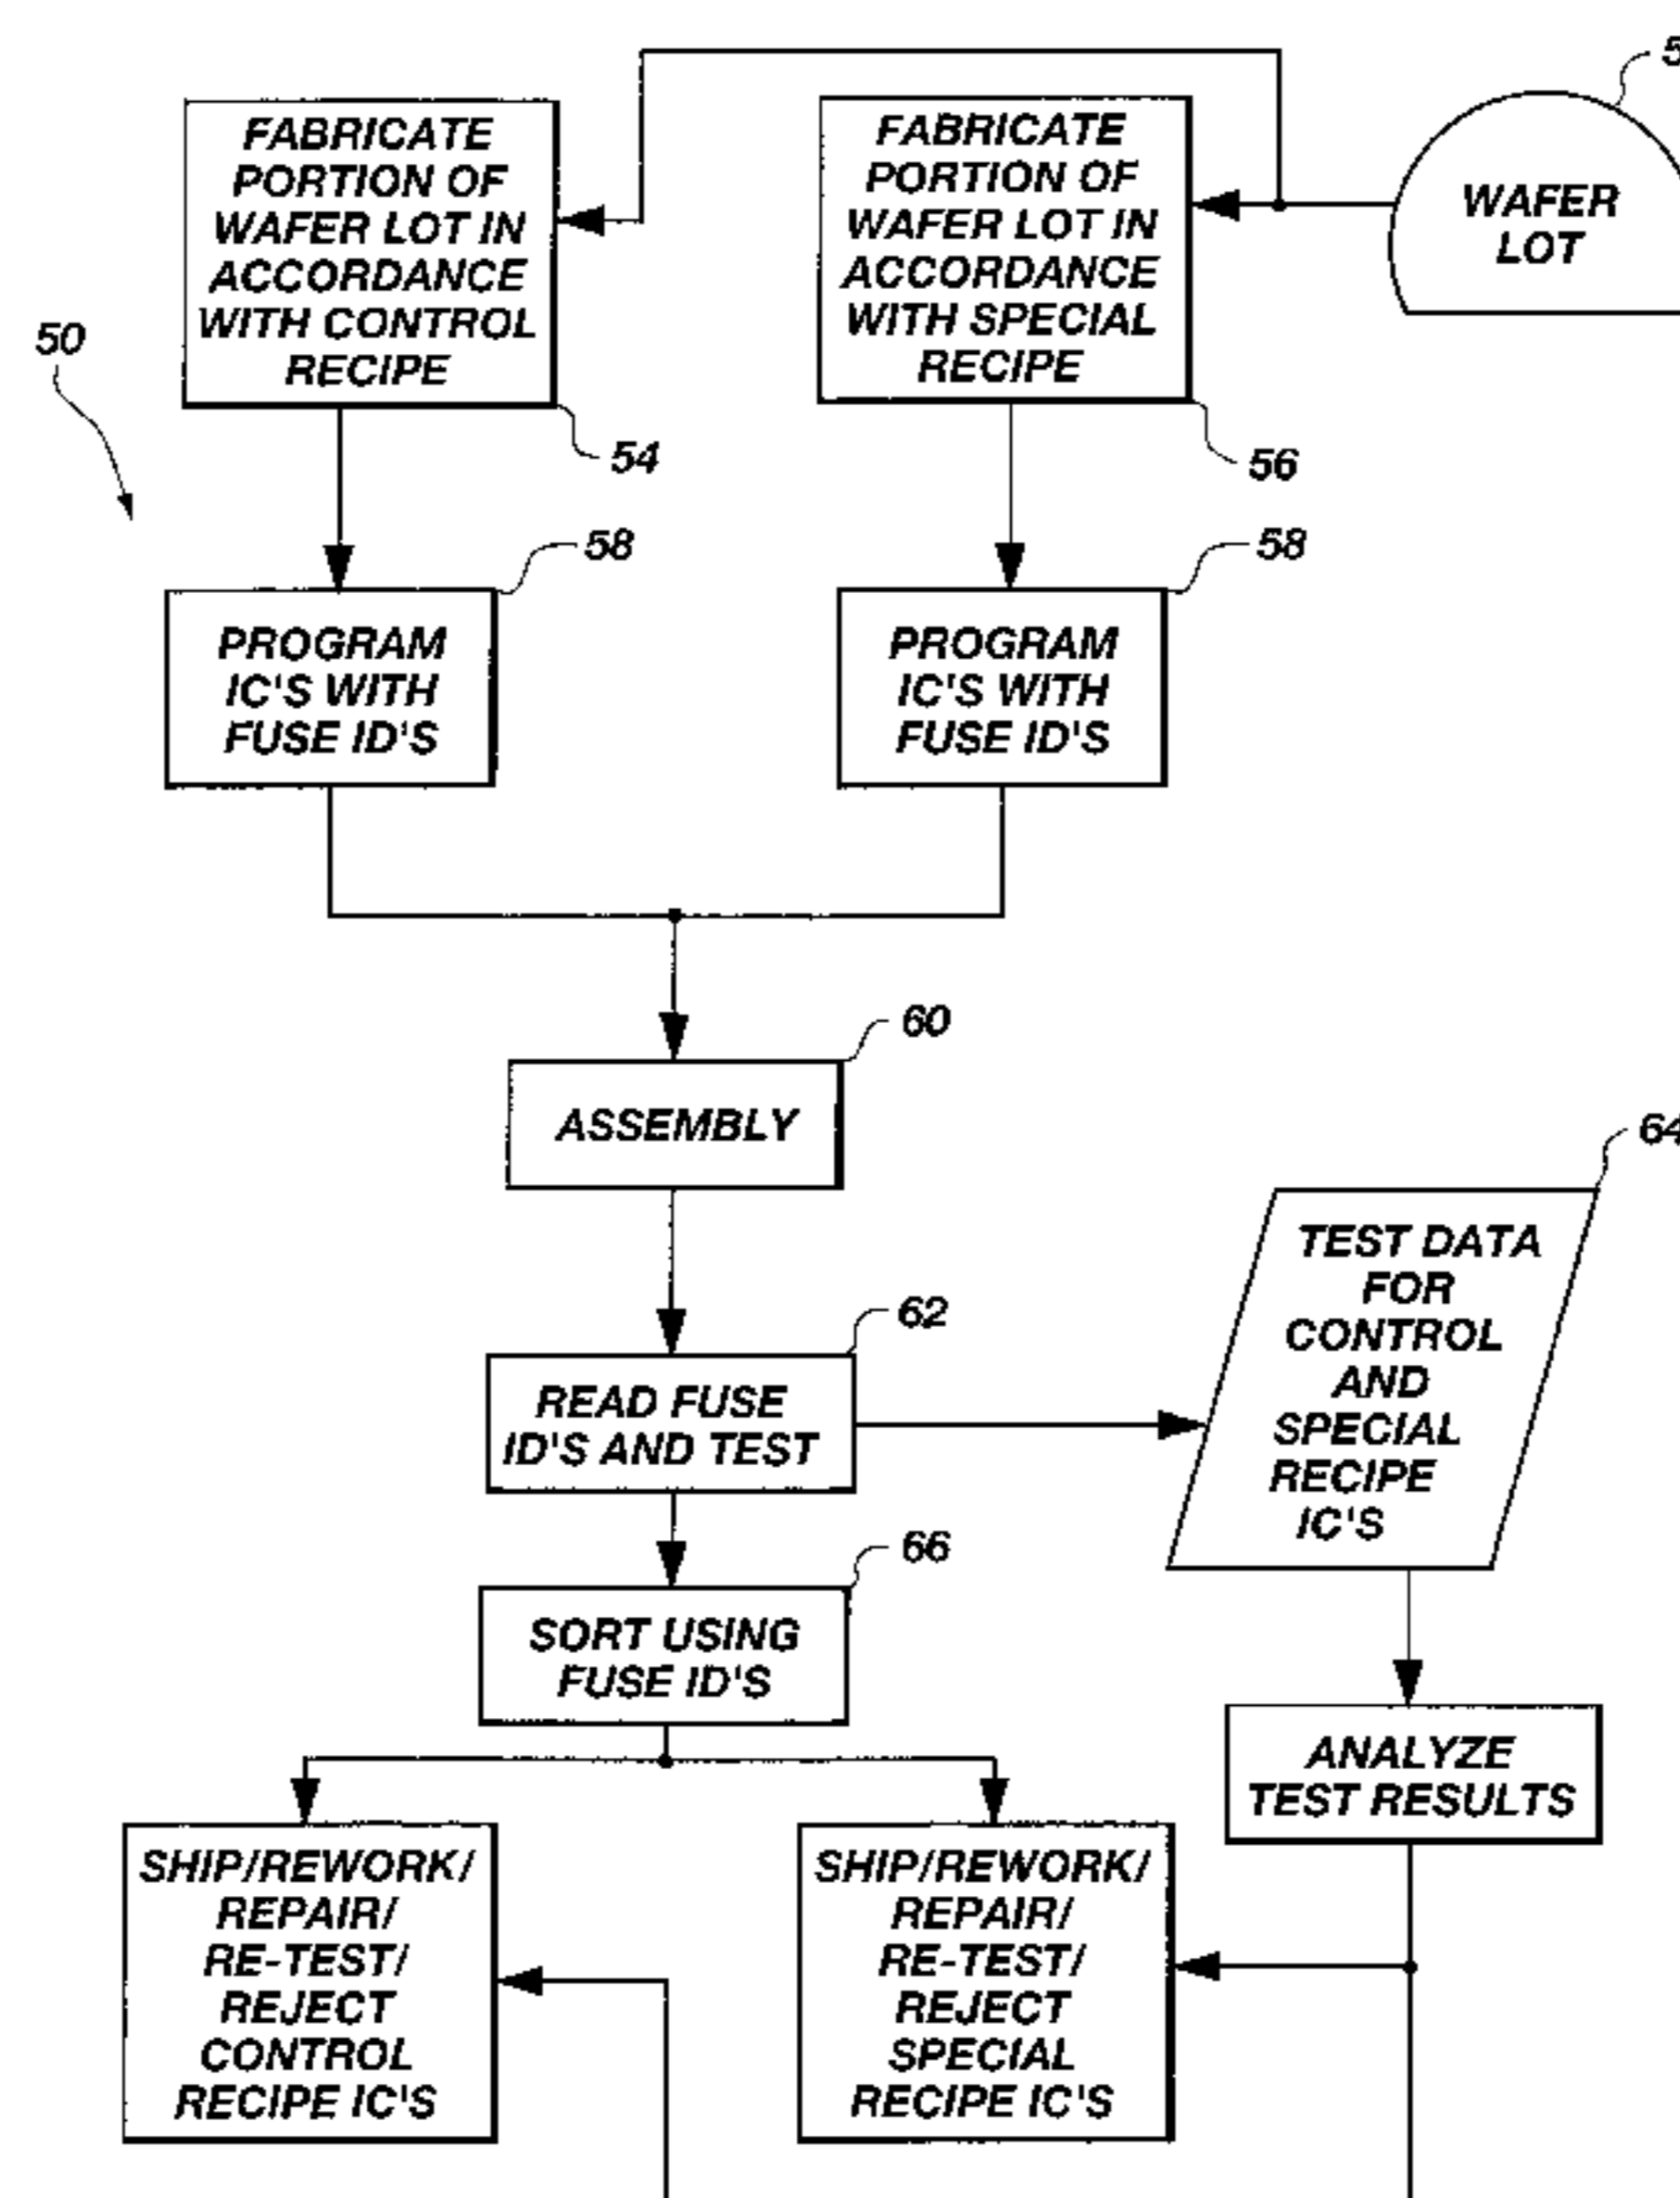 FABRICATE
PORTION OF
WAFER LOT IN
ACCORDANCE
WITH CONTROL
RECIPE
54
FABRICATE
PORTION OF
WAFER LOT IN
ACCORDANCE
WITH SPECIAL
RECIPE
56
WAFER
LOT
50
58
PROGRAM
IC'S WITH
FUSE ID'S
58
PROGRAM
IC'S WITH
FUSE ID'S
60
ASSEMBLY
62
READ FUSE
ID'S AND TEST
64
TEST DATA
FOR
CONTROL
AND
SPECIAL
RECIPE
IC'S
66
SORT USING
FUSE ID'S
ANALYZE
TEST RESULTS
SHIP/REWORK/
REPAIR/
RE-TEST/
REJECT
CONTROL
RECIPE IC'S
SHIP/REWORK/
REPAIR/
RE-TEST/
REJECT
SPECIAL
RECIPE IC'S